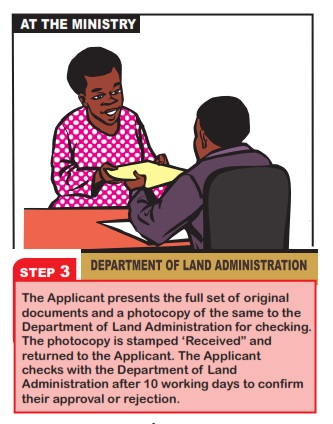 AT THE MINISTRY
STEP 3
DEPARTMENT OF LAND ADMINISTRATION
The Applicant presents the full set of original
documents and a photocopy of the same to the
Department of Land Administration for checking.
The photocopy is stamped ‘Received” and
returned to the Applicant. The Applicant
checks with the Department of Land
Administration after 10 working days to confirm
their approval or rejection.